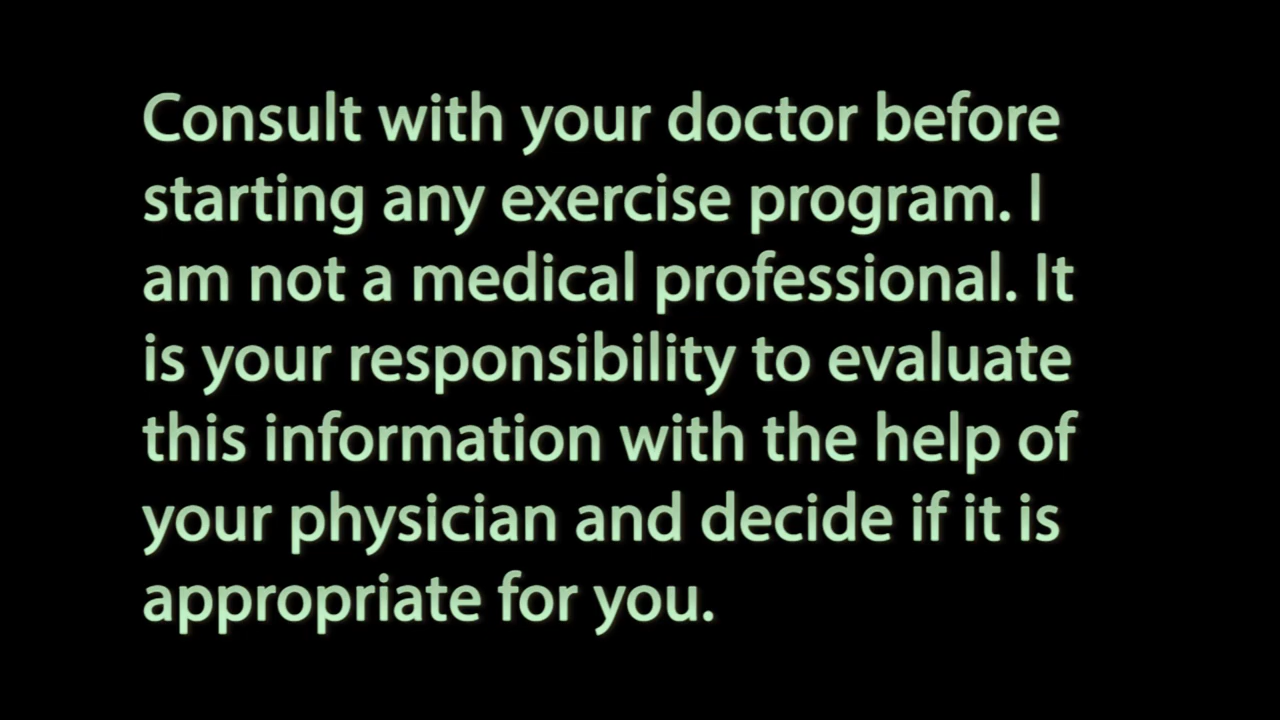 Consult with your doctor before
starting any exercise program. I
am not a medical professional. It
is your responsibility to evaluate
this information with the help of
your physician and decide if it is
appropriate for you.